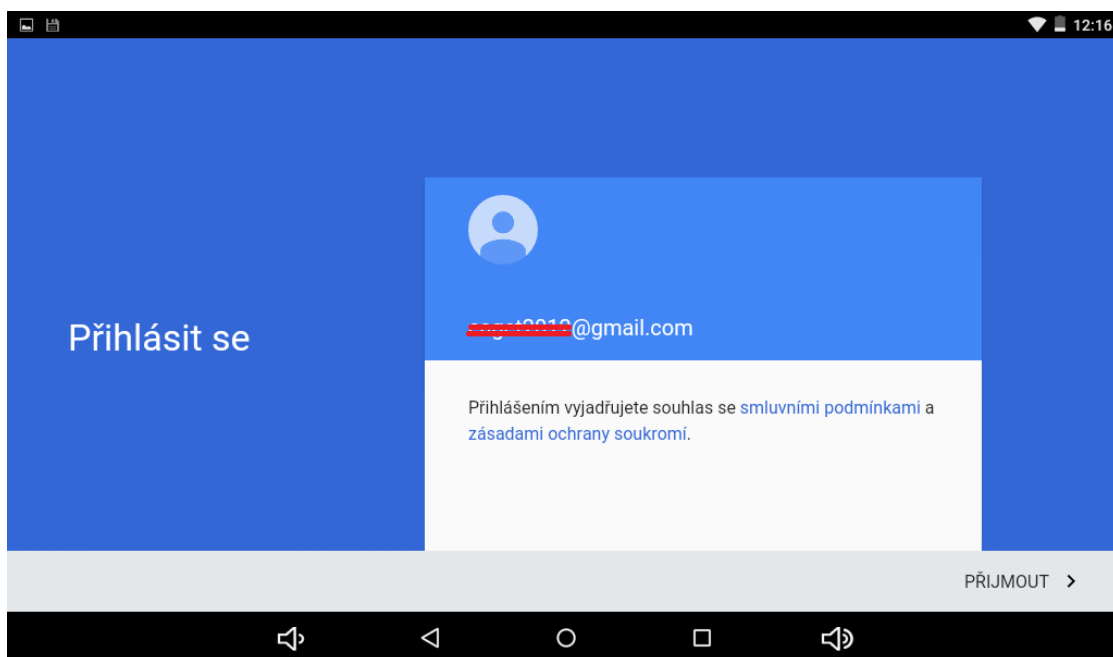 12:16
Přihlásit se
@gmail.com
Přihlášením vyjadřujete souhlas se smluvními podmínkami a
zásadami ochrany soukromí.
PŘIJMOUT